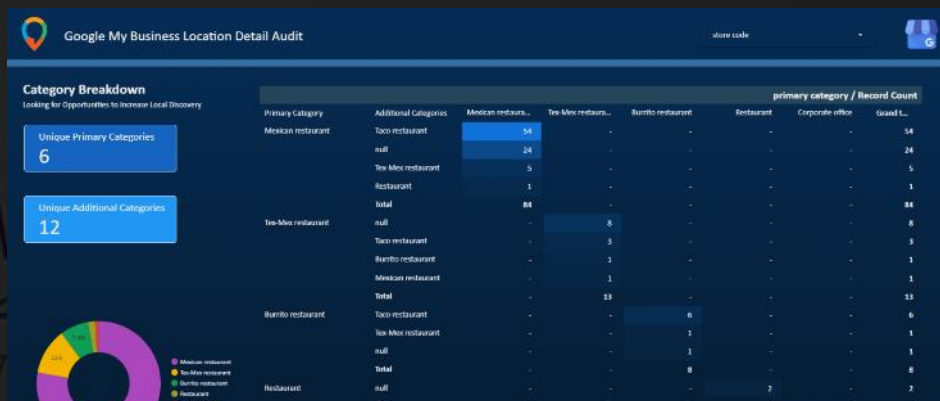 Google My Business Location Detail Audit
store code
G
Category Breakdown
Looking for Opportunities to Increase Local Discovery
Unique Primary Categories
6
Unique Additional Categories
12
primary category / Record Count
Primary Category Additional Categories Mexican restaura... Tex-Mex restaura... Burrito restaurant Restaurant Corporate office Grand t...
Mexican restaurant Taco restaurant 54 - - - - 54
null 24 - - - - 24
Tex-Mex restaurant 5 - - - - 5
Restaurant 1 - - - - 1
Total 84 - - - - 84
Tex-Mex restaurant null - 8 - - - 8
Taco restaurant - 3 - - - 3
Burrito restaurant - 1 - - - 1
Mexican restaurant - 1 - - - 1
Total - 13 - - - 13
Burrito restaurant Taco restaurant - - 6 - - 6
Tex-Mex restaurant - - 1 - - 1
null - - 1 - - 1
Total - - 8 - - 8
Restaurant null - - - 2 - 2
11%
Mexican restaurant
Tex-Mex restaurant
Burrito restaurant
Restaurant